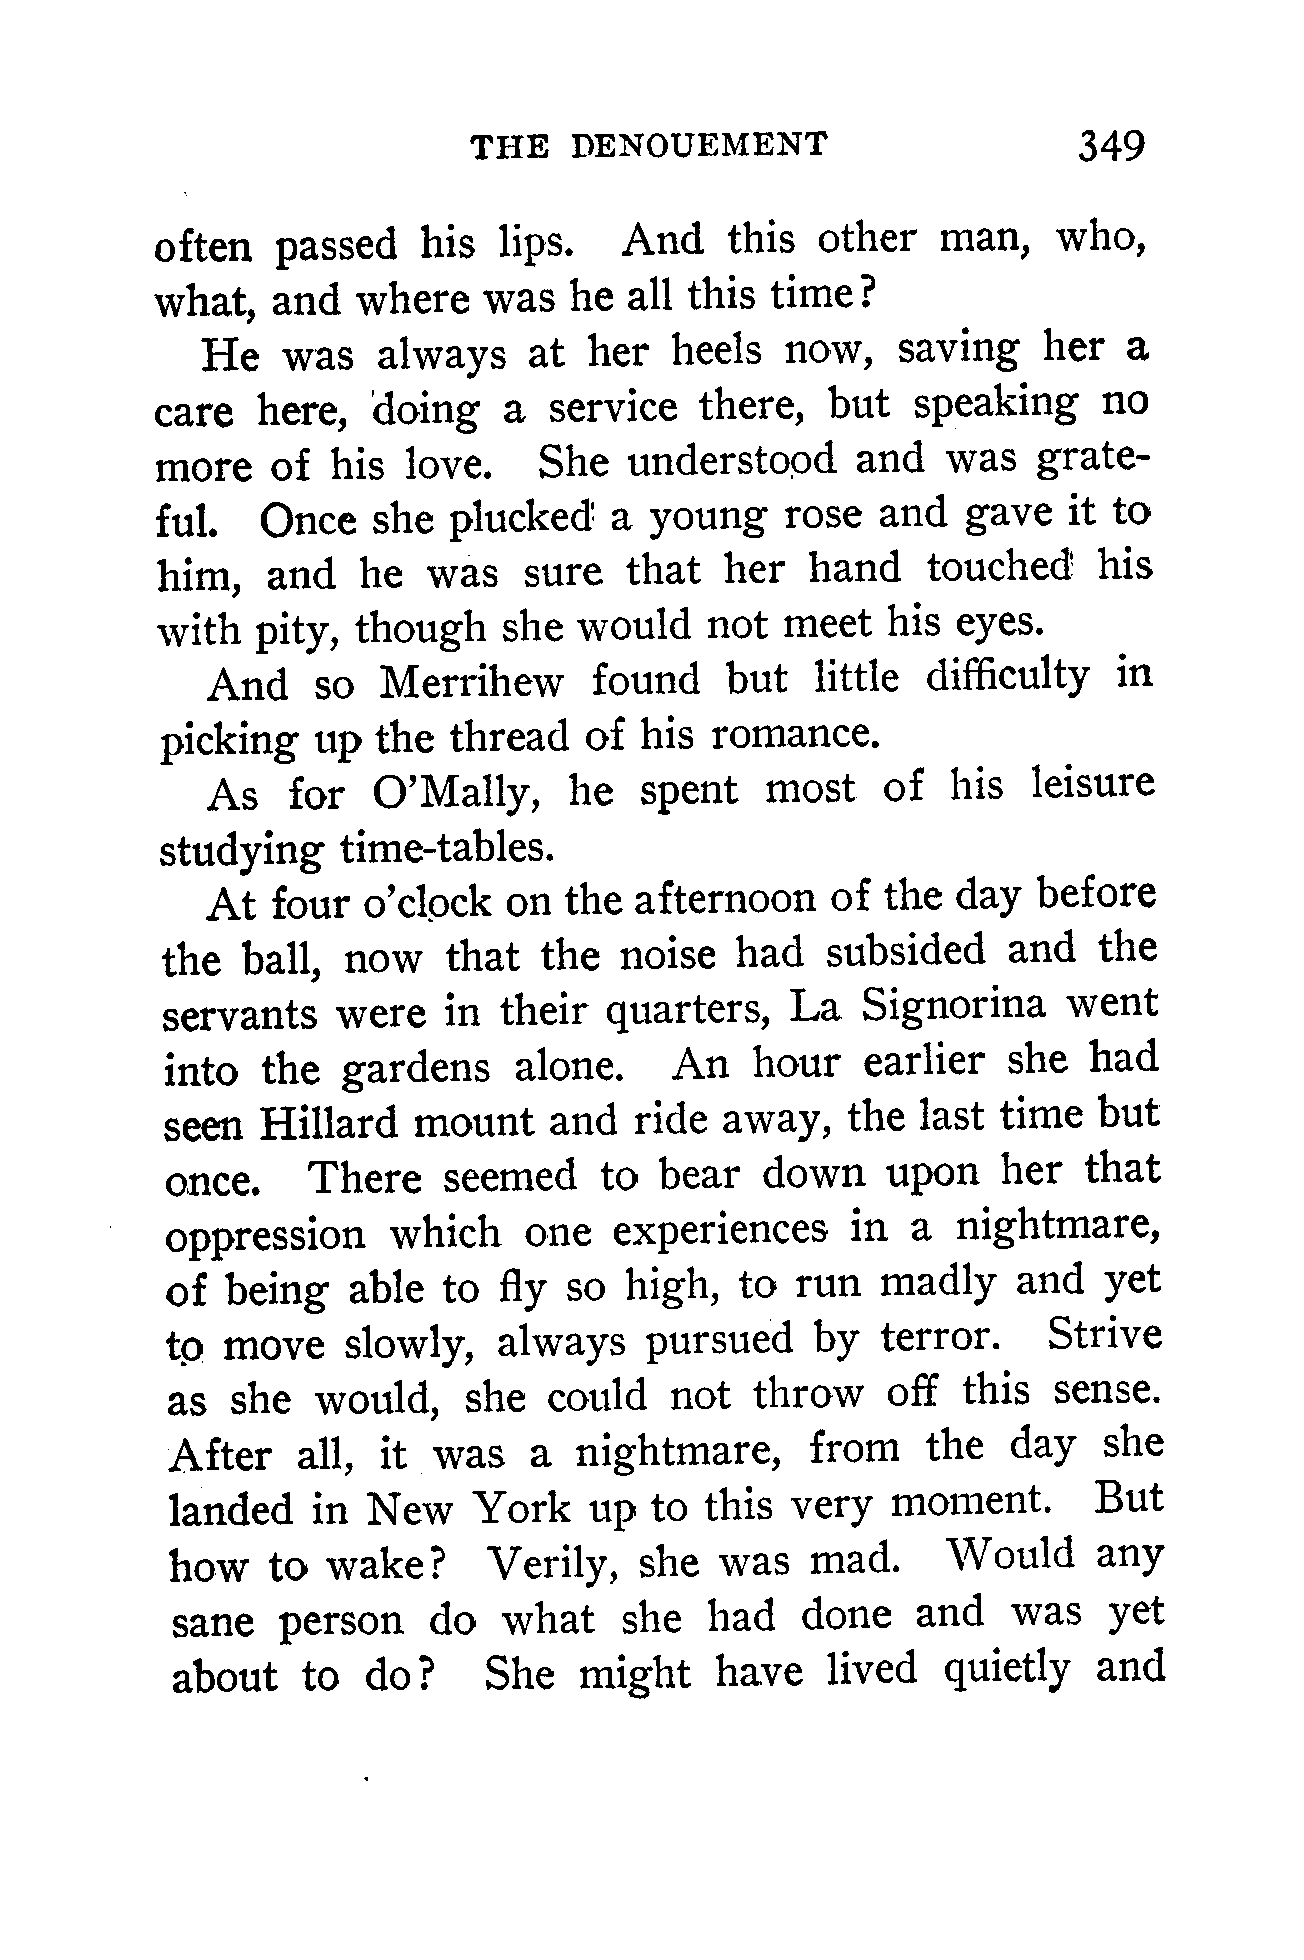 THE DENOUEMENT 349
often passed his lips. And this other man, who,
what, and where was he all this time?
He was always at her heels now, saving her a
care here, doing a service there, but speaking no
more of his love. She understood and was grate-
ful. Once she plucked a young rose and gave it to
him, and he was sure that her hand touched his
with pity, though she would not meet his eyes.
And so Merrihew found but little difficulty in
picking up the thread of his romance.
As for O'Mally, he spent most of his leisure
studying time-tables.
At four o'clock on the afternoon of the day before
the ball, now that the noise had subsided and the
servants were in their quarters, La Signorina went
into the gardens alone. An hour earlier she had
seen Hillard mount and ride away, the last time but
once. There seemed to bear down upon her that
oppression which one experiences in a nightmare,
of being able to fly so high, to run madly and yet
to move slowly, always pursued by terror. Strive
as she would, she could not throw off this sense.
After all, it was a nightmare, from the day she
landed in New York up to this very moment. But
how to wake? Verily, she was mad. Would any
sane person do what she had done and was yet
about to do? She might have lived quietly and